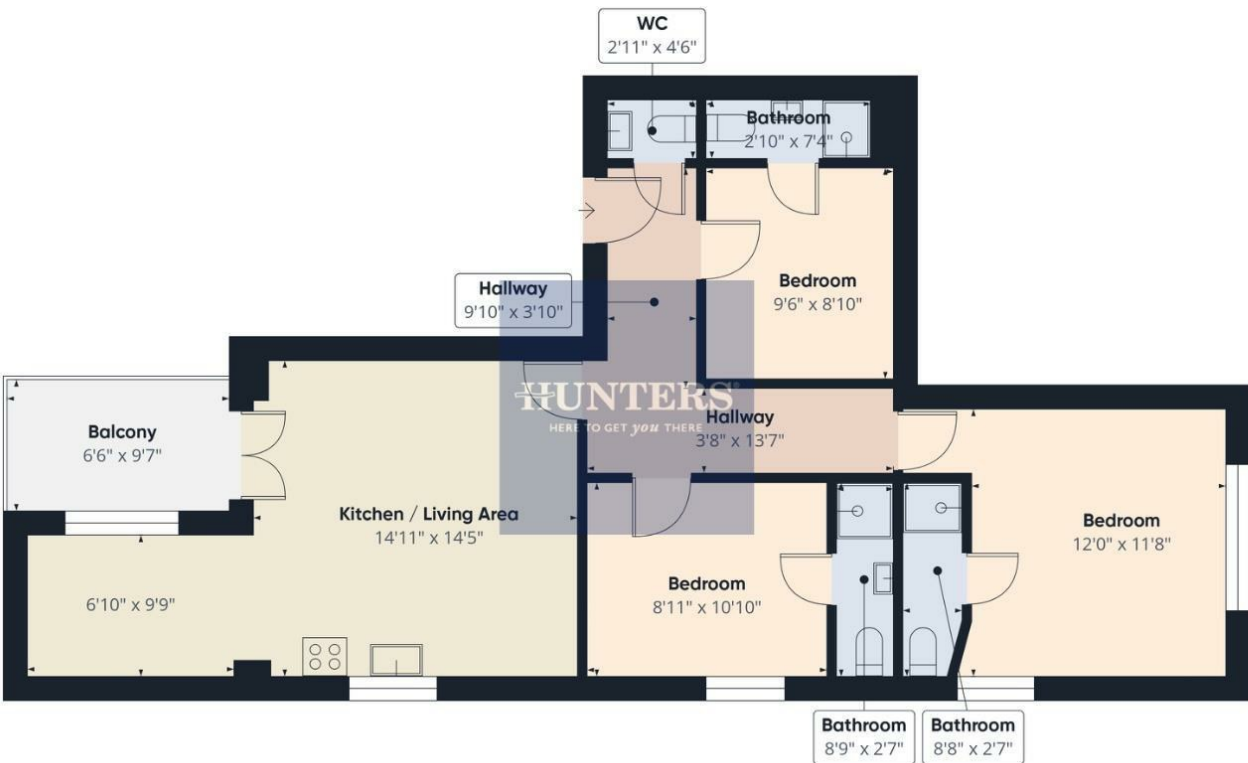 WC
2'11" x 4'6"
Bathroom
2'10" x 7'4"
Hallway
9'10" x 3'10"
Bedroom
9'6" x 8'10"
HUNTERS®
HERE TO GET you THERE
Hallway
3'8" x 13'7"
Balcony
6'6" x 9'7"
Kitchen / Living Area
14'11" x 14'5"
Bedroom
12'0" x 11'8"
Bedroom
8'11" x 10'10"
6'10" x 9'9"
Bathroom
8'9" x 2'7"
Bathroom
8'8" x 2'7"